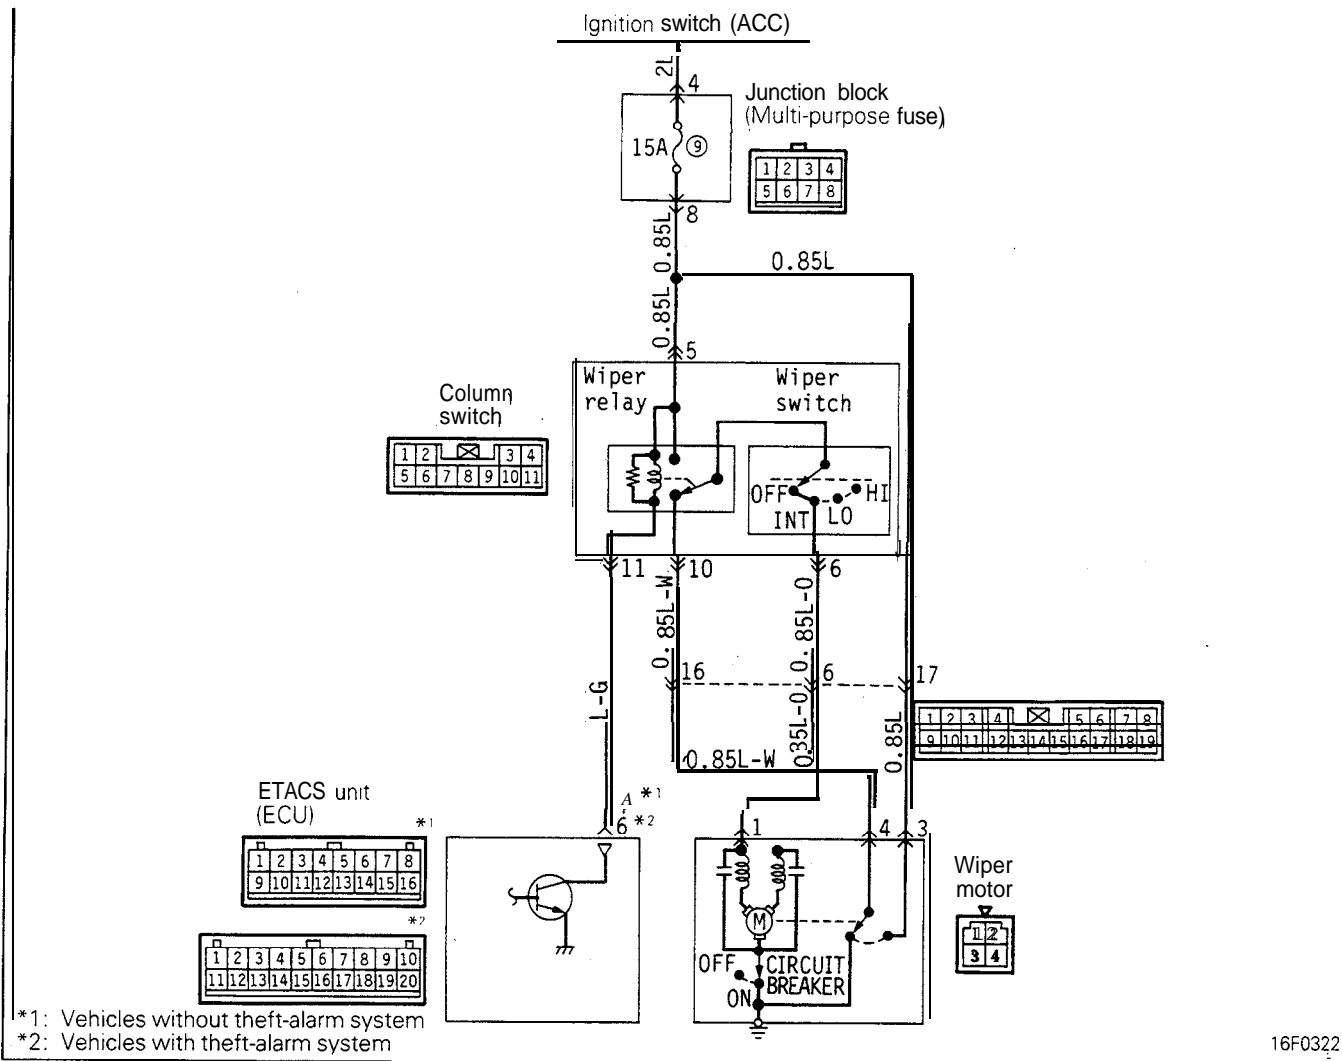 Ignition switch (ACC)
2L
4
Junction block
(Multi-purpose fuse)
15A 9
1 2 3 4
5 6 7 8
8
0.85L
0.85L
0.85L
5
Wiper relay
Wiper switch
Column switch
1 2 3 4
5 6 7 8 9 10 11
OFF
INT
LO
HI
11
10
6
0.85L-W
0.85L-O
16
6
17
L-G
0.85L-W
0.85L
1 2 3 4 5 6 7 8
9 10 11 12 13 14 15 16 17 18 19
ETACS unit
(ECU)
*1
A *1
6 *2
1 2 3 4 5 6 7 8
9 10 11 12 13 14 15 16
*2
1 2 3 4 5 6 7 8 9 10
11 12 13 14 15 16 17 18 19 20
1
4
3
Wiper motor
1 2
3 4
M
OFF
ON
CIRCUIT BREAKER
*1: Vehicles without theft-alarm system
*2: Vehicles with theft-alarm system
16F0322